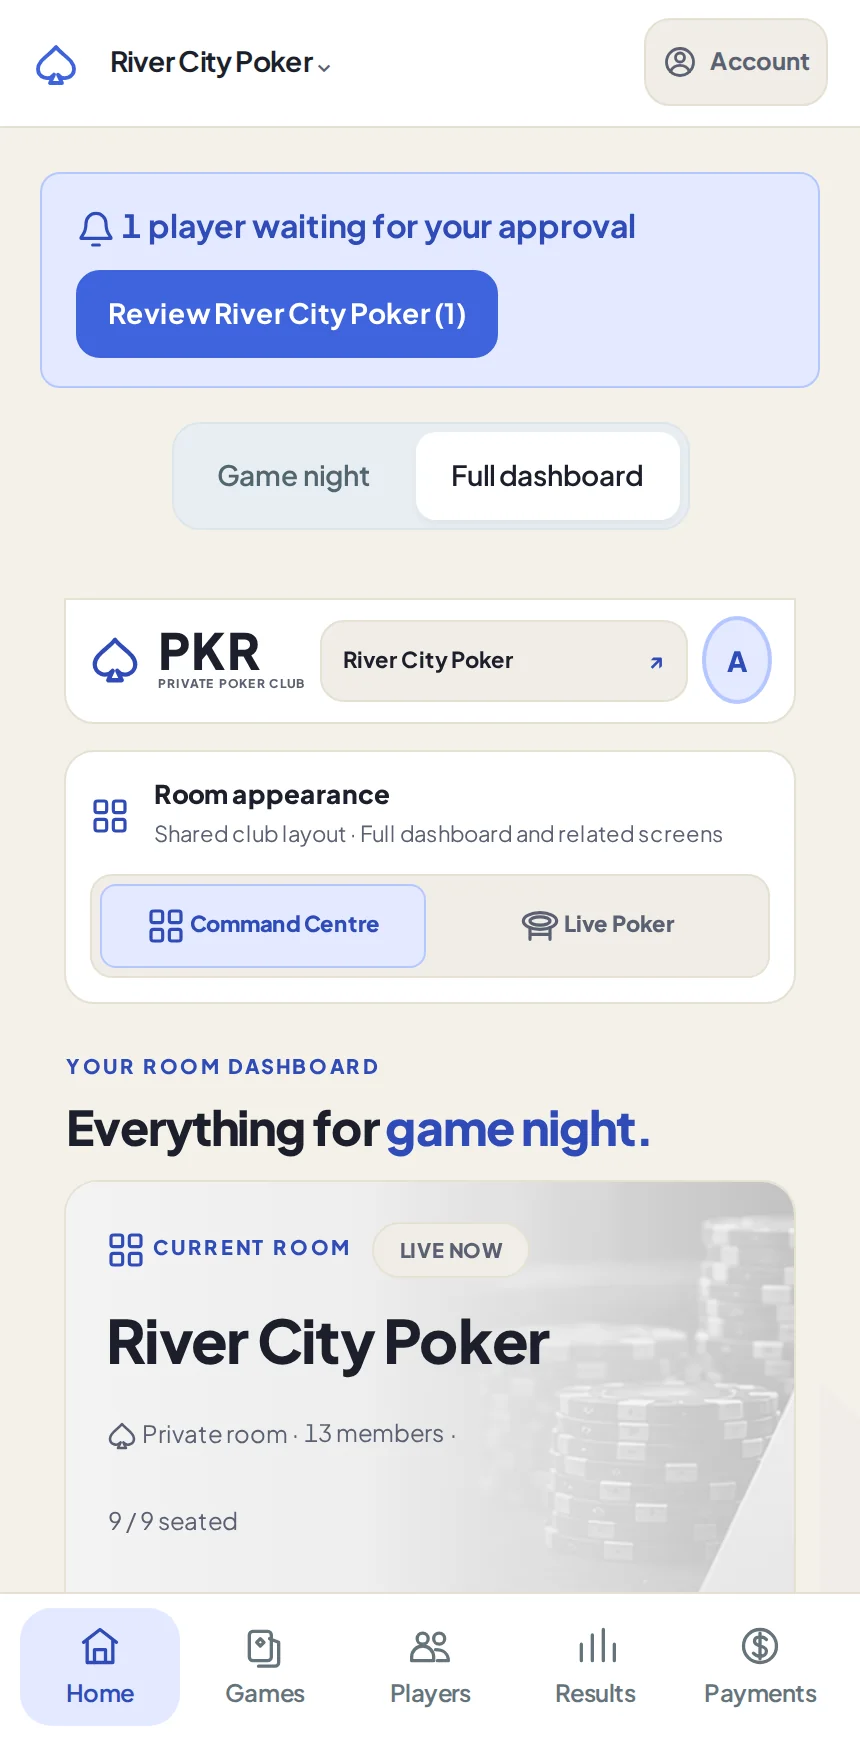 River City Poker
Account
1 player waiting for your approval
Review River City Poker (1)
Game night
Full dashboard
PKR
PRIVATE POKER CLUB
River City Poker
A
Room appearance
Shared club layout · Full dashboard and related screens
Command Centre
Live Poker
YOUR ROOM DASHBOARD
Everything for game night.
CURRENT ROOM
LIVE NOW
River City Poker
Private room · 13 members ·
9 / 9 seated
Home
Games
Players
Results
Payments